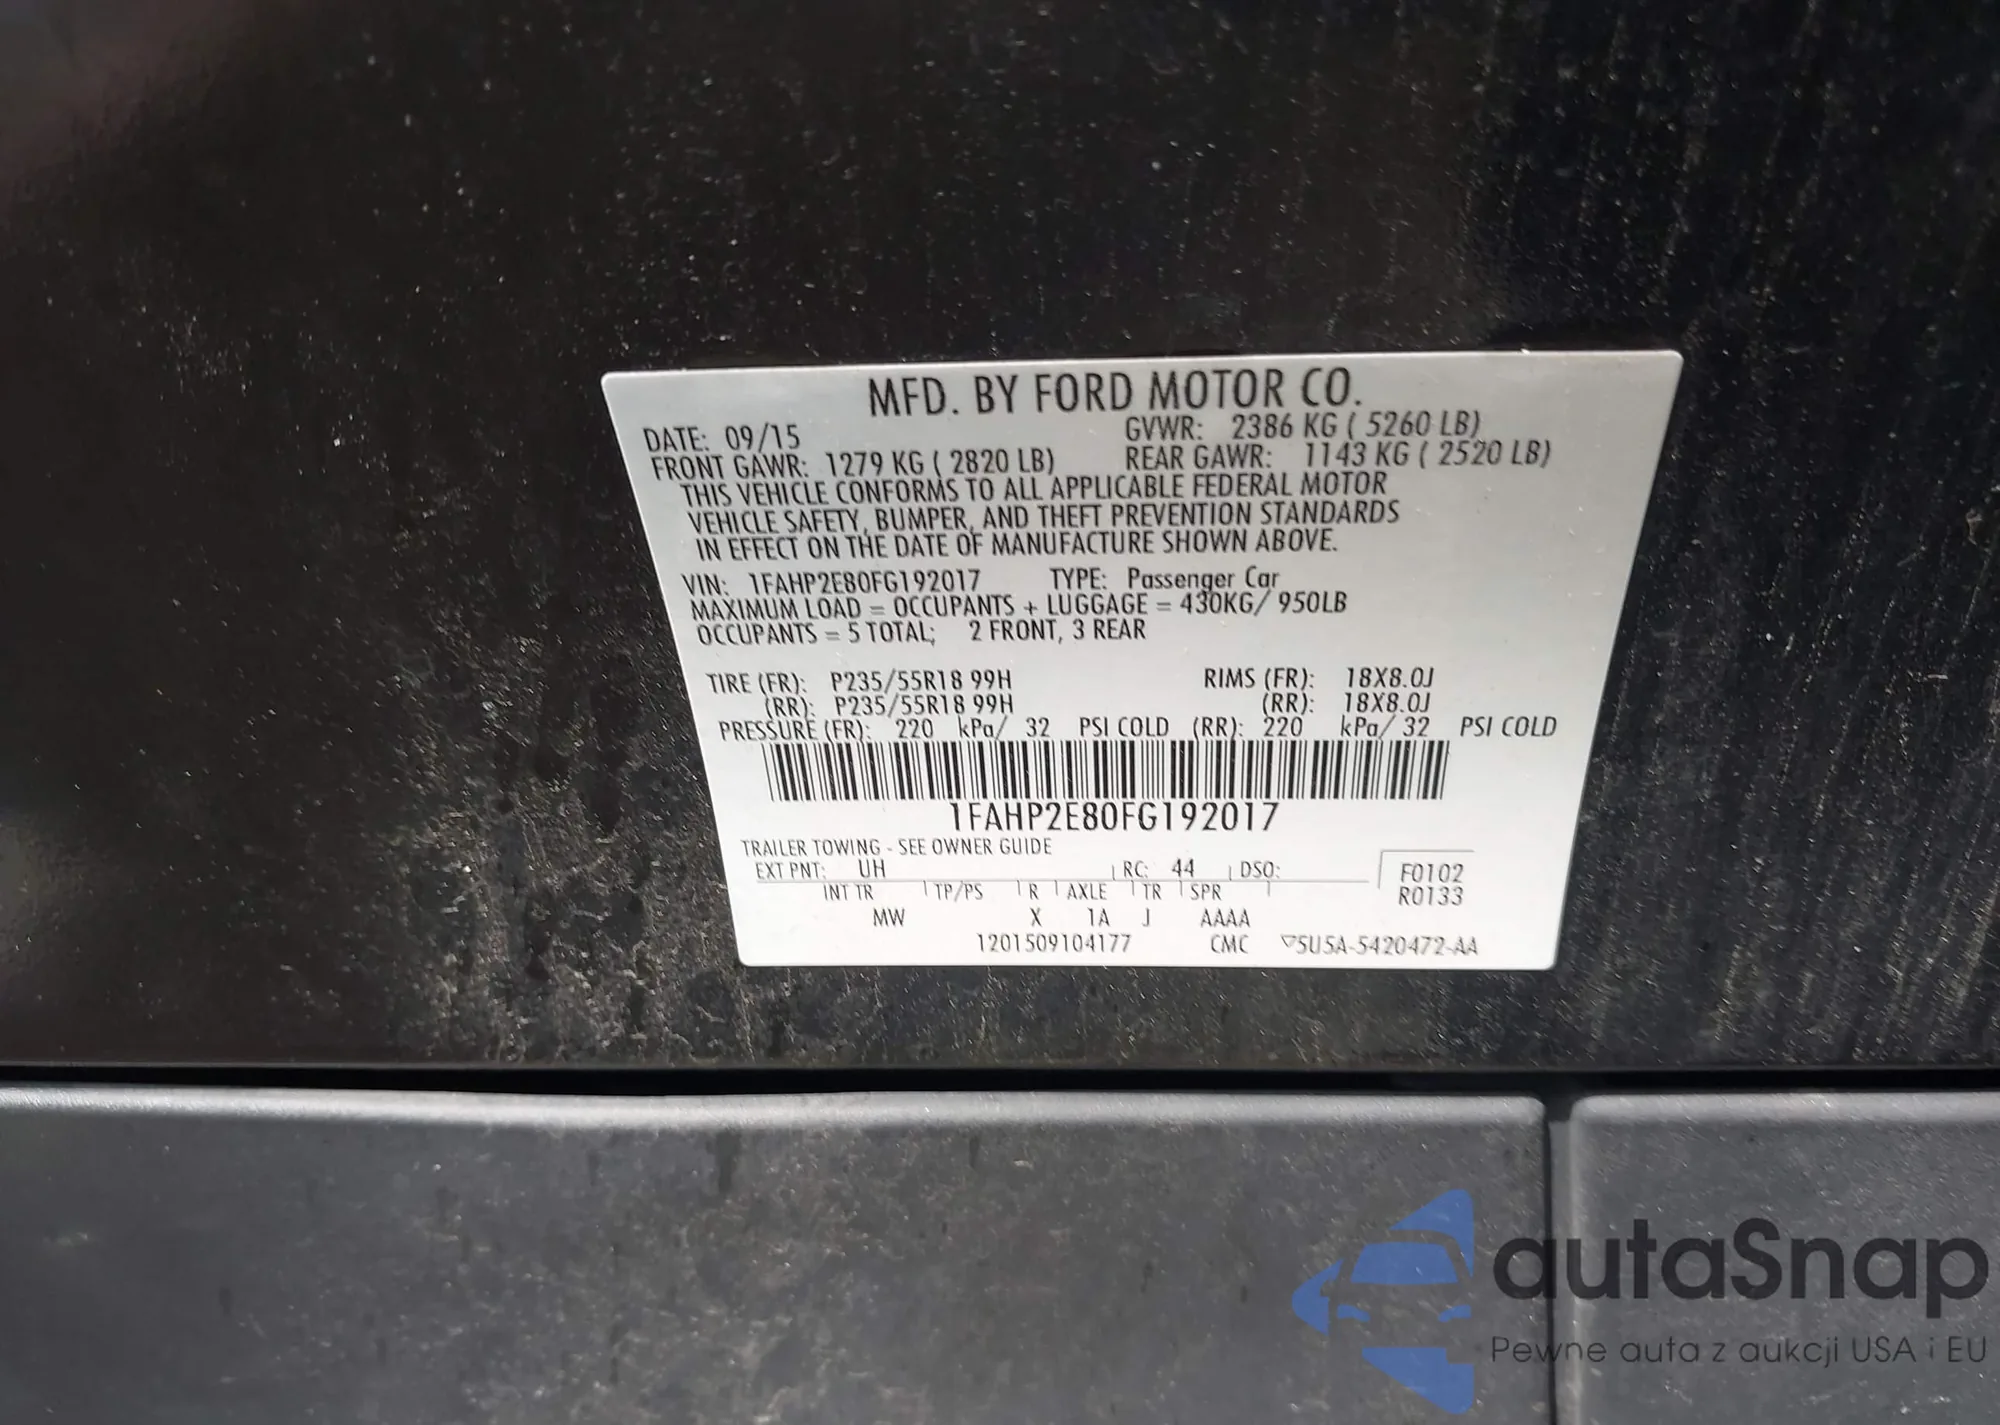 MFD. BY FORD MOTOR CO.
DATE: 09/15 GVWR: 2386 KG ( 5260 LB)
FRONT GAWR: 1279 KG ( 2820 LB) REAR GAWR: 1143 KG ( 2520 LB)
THIS VEHICLE CONFORMS TO ALL APPLICABLE FEDERAL MOTOR
VEHICLE SAFETY, BUMPER, AND THEFT PREVENTION STANDARDS
IN EFFECT ON THE DATE OF MANUFACTURE SHOWN ABOVE.
VIN: 1FAHP2E80FG192017 TYPE: Passenger Car
MAXIMUM LOAD = OCCUPANTS + LUGGAGE = 430KG/ 950LB
OCCUPANTS = 5 TOTAL; 2 FRONT, 3 REAR
TIRE (FR): P235/55R18 99H RIMS (FR): 18X8.0J
(RR): P235/55R18 99H (RR): 18X8.0J
PRESSURE (FR): 220 kPa/ 32 PSI COLD (RR): 220 kPa/ 32 PSI COLD
1FAHP2E80FG192017
TRAILER TOWING - SEE OWNER GUIDE
EXT PNT: UH RC: 44 DSO: F0102
INT TR TP/PS R AXLE TR SPR R0133
MW X 1A J AAAA
1201509104177 CMC ▽5U5A-5420472-AA
autaSnap
Pewne auta z aukcji USA i EU